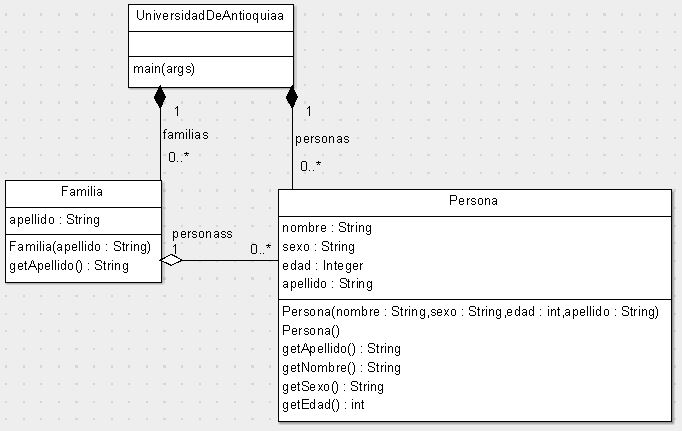 UniversidadDeAntioquiaa
main(args)
1
1
familias
personas
0..*
0..*
Familia
apellido : String
Familia(apellido : String)
getApellido() : String
personass
1
0..*
Persona
nombre : String
sexo : String
edad : Integer
apellido : String
Persona(nombre : String,sexo : String,edad : int,apellido : String)
Persona()
getApellido() : String
getNombre() : String
getSexo() : String
getEdad() : int